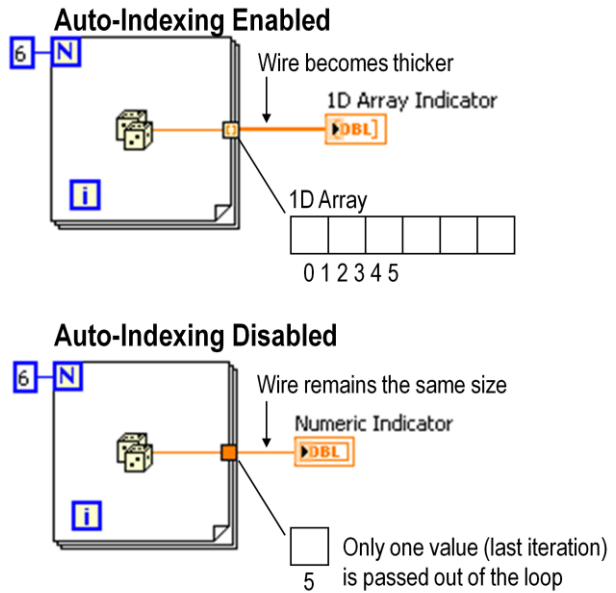 Auto-Indexing Enabled
6 N
Wire becomes thicker
1D Array Indicator
[DBL]
i
1D Array
0 1 2 3 4 5
Auto-Indexing Disabled
6 N
Wire remains the same size
Numeric Indicator
DBL
i
Only one value (last iteration)
5 is passed out of the loop